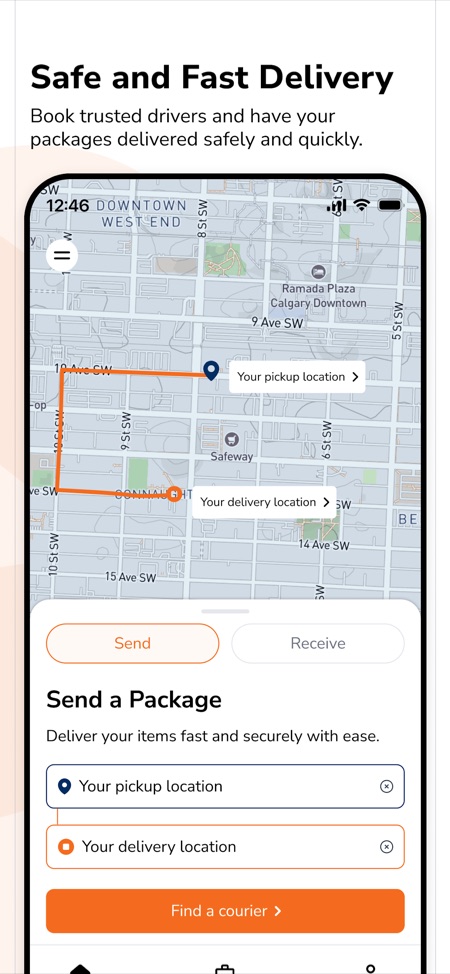 Safe and Fast Delivery
Book trusted drivers and have your
packages delivered safely and quickly.
SW
12:46
DOWNTOWN
WEST END
8 St SW
Ramada Plaza
Calgary Downtown
9 Ave SW
5 St SW
10 Ave SW
Your pickup location
9 St SW
6 St SW
Safeway
CONNAUGHT
Your delivery location
SW
BE
14 Ave SW
10 St SW
15 Ave SW
SW
Send
Receive
Send a Package
Deliver your items fast and securely with ease.
Your pickup location
Your delivery location
Find a courier